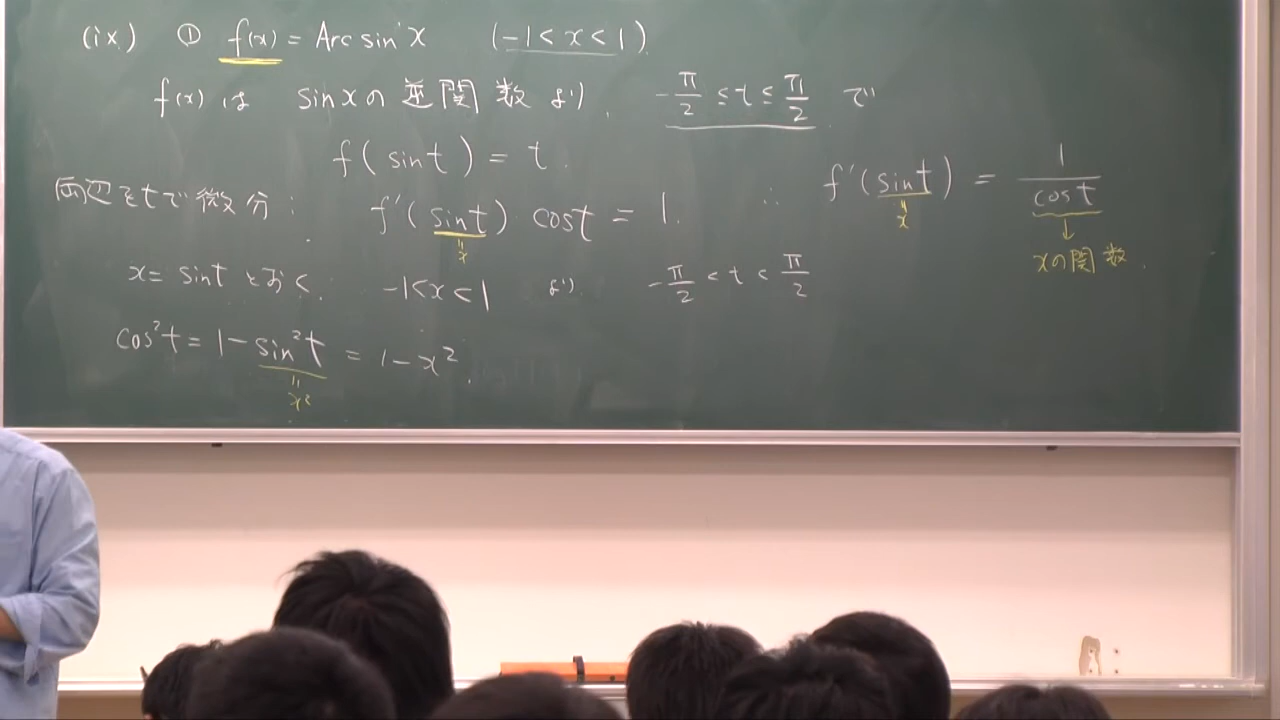 (ix) ① f(x) = Arcsin x (-1 < x < 1)
f(x) は sin x の逆関数より、 -π/2 ≤ t ≤ π/2 で
f(sin t) = t.
両辺をtで微分: f'(sin t) cos t = 1. ∴ f'(sin t) = 1/cos t
〃 x 〃 x ↓ xの関数.
x = sin t とおく. -1 < x < 1 より -π/2 < t < π/2
cos²t = 1 - sin²t = 1 - x².
〃 x²